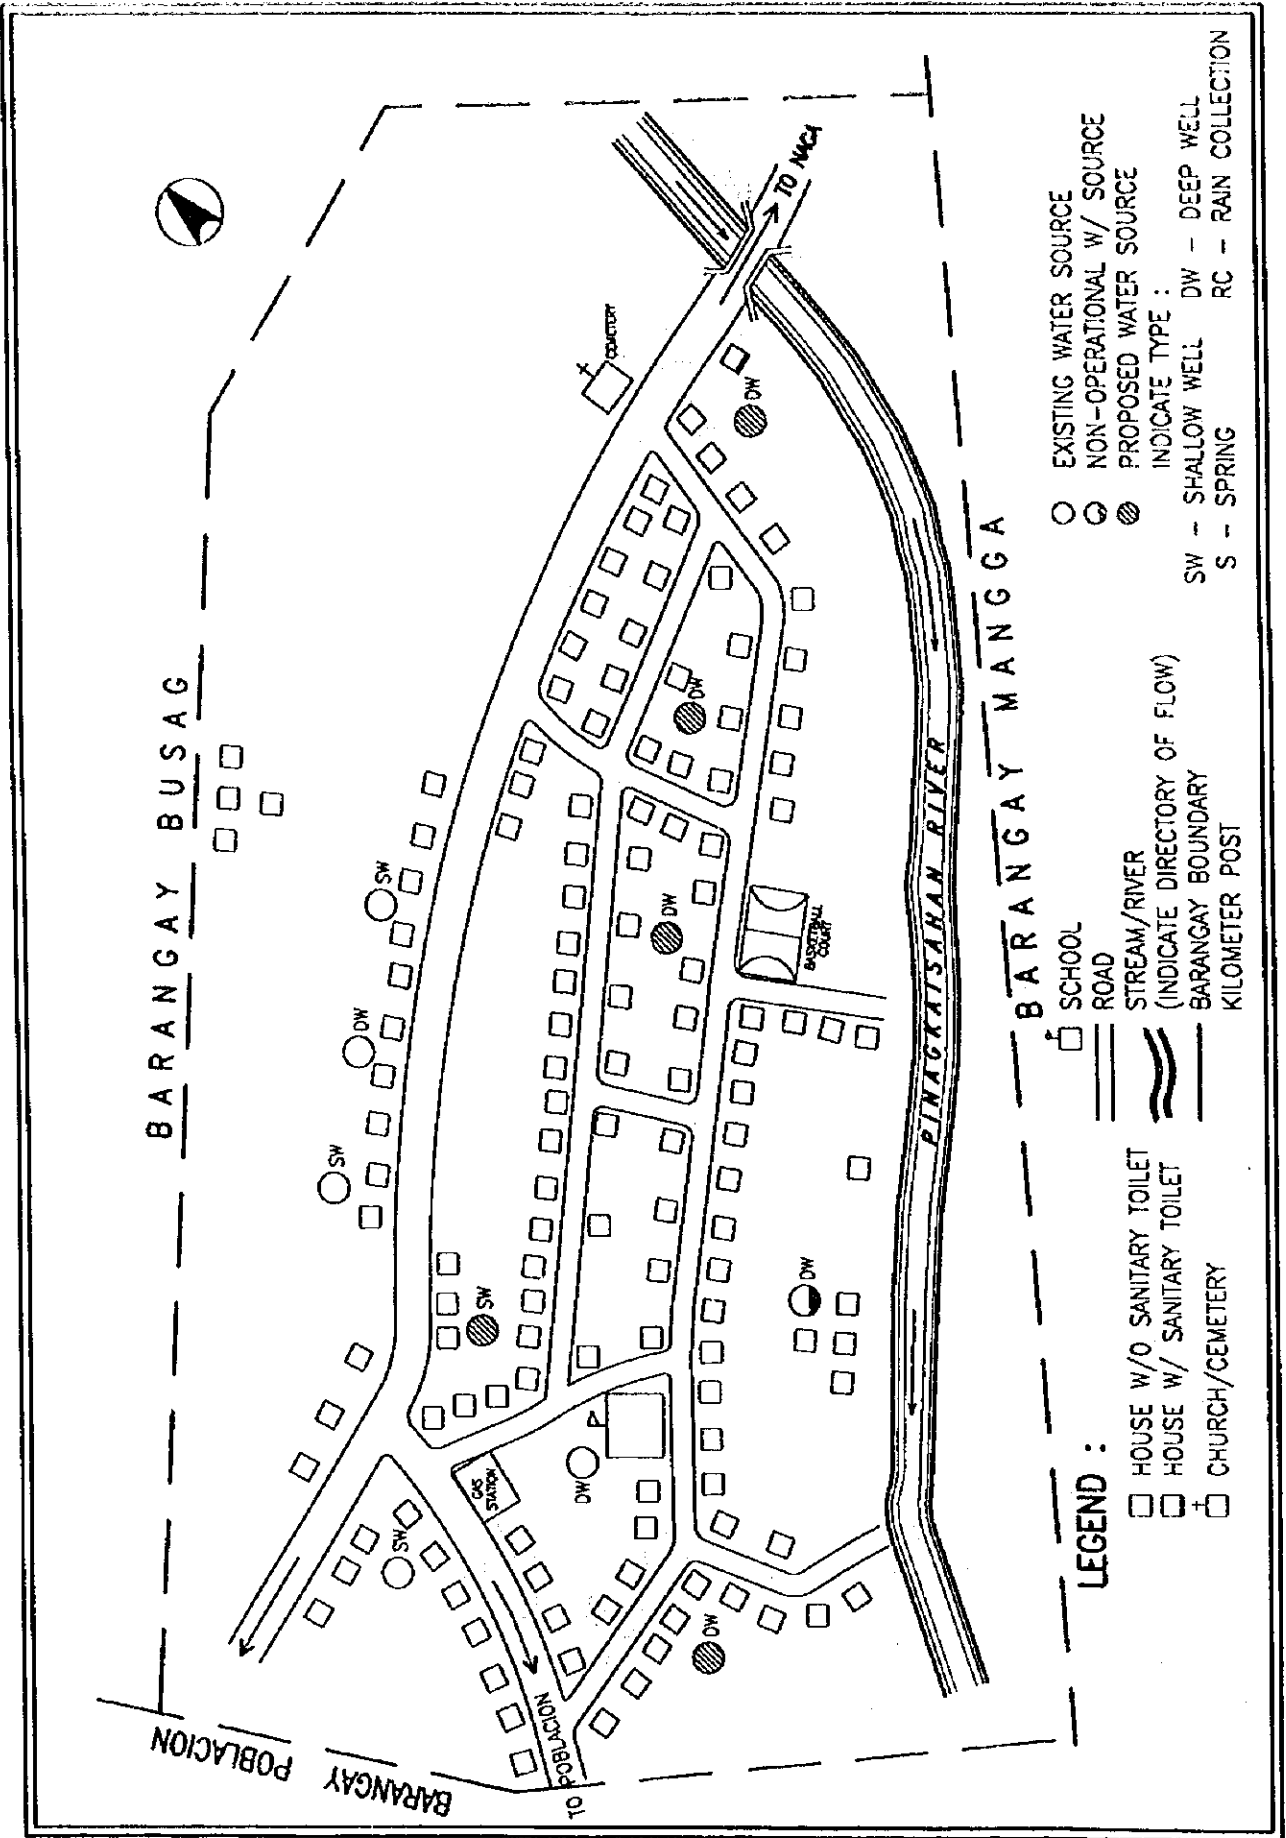 BARANGAY BUSAG
BARANGAY POBLACION
TO POBLACION
TO NAGA
CEMETERY
SW
DW
SW
SW
SW
GAS
STATION
DW
DW
DW
DW
DW
DW
BASKETBALL
COURT
PINAGKAISAHAN RIVER
BARANGAY MANGGA
LEGEND :
HOUSE W/O SANITARY TOILET
HOUSE W/ SANITARY TOILET
CHURCH/CEMETERY
SCHOOL
ROAD
STREAM/RIVER
(INDICATE DIRECTORY OF FLOW)
BARANGAY BOUNDARY
KILOMETER POST
EXISTING WATER SOURCE
NON-OPERATIONAL W/ SOURCE
PROPOSED WATER SOURCE
INDICATE TYPE :
SW - SHALLOW WELL DW - DEEP WELL
S - SPRING RC - RAIN COLLECTION